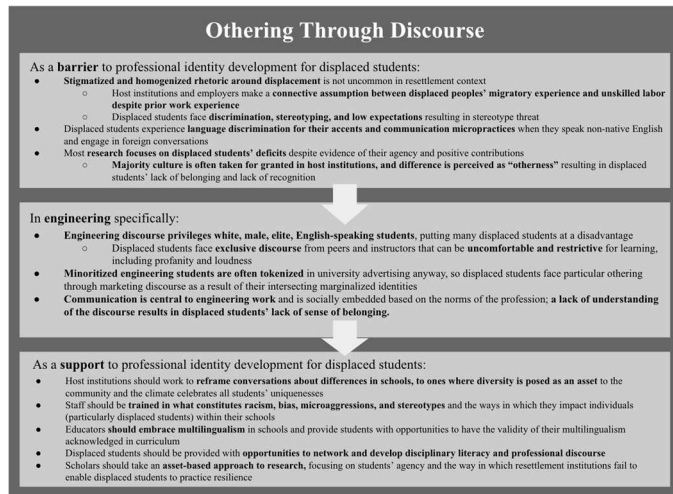 Othering Through Discourse
As a barrier to professional identity development for displaced students:
● Stigmatized and homogenized rhetoric around displacement is not uncommon in resettlement context
○ Host institutions and employers make a connective assumption between displaced peoples' migratory experience and unskilled labor
despite prior work experience
○ Displaced students face discrimination, stereotyping, and low expectations resulting in stereotype threat
● Displaced students experience language discrimination for their accents and communication micropractices when they speak non-native English
and engage in foreign conversations
● Most research focuses on displaced students' deficits despite evidence of their agency and positive contributions
○ Majority culture is often taken for granted in host institutions, and difference is perceived as "otherness" resulting in displaced
students' lack of belonging and lack of recognition
In engineering specifically:
● Engineering discourse privileges white, male, elite, English-speaking students, putting many displaced students at a disadvantage
○ Displaced students face exclusive discourse from peers and instructors that can be uncomfortable and restrictive for learning,
including profanity and loudness
● Minoritized engineering students are often tokenized in university advertising anyway, so displaced students face particular othering
through marketing discourse as a result of their intersecting marginalized identities
● Communication is central to engineering work and is socially embedded based on the norms of the profession; a lack of understanding
of the discourse results in displaced students' lack of sense of belonging.
As a support to professional identity development for displaced students:
● Host institutions should work to reframe conversations about differences in schools, to ones where diversity is posed as an asset to the
community and the climate celebrates all students' uniquenesses
● Staff should be trained in what constitutes racism, bias, microaggressions, and stereotypes and the ways in which they impact individuals
(particularly displaced students) within their schools
● Educators should embrace multilingualism in schools and provide students with opportunities to have the validity of their multilingualism
acknowledged in curriculum
● Displaced students should be provided with opportunities to network and develop disciplinary literacy and professional discourse
● Scholars should take an asset-based approach to research, focusing on students' agency and the way in which resettlement institutions fail to
enable displaced students to practice resilience